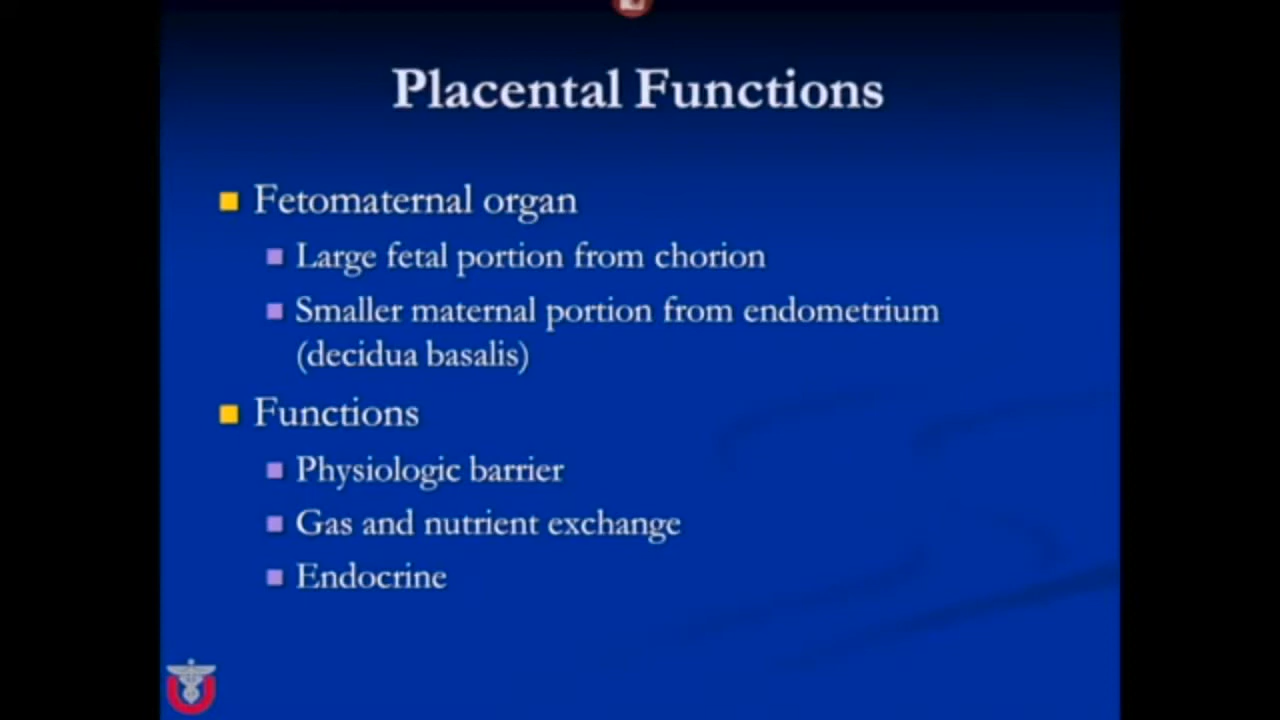 Placental Functions
Fetomaternal organ
Large fetal portion from chorion
Smaller maternal portion from endometrium
(decidua basalis)
Functions
Physiologic barrier
Gas and nutrient exchange
Endocrine
U